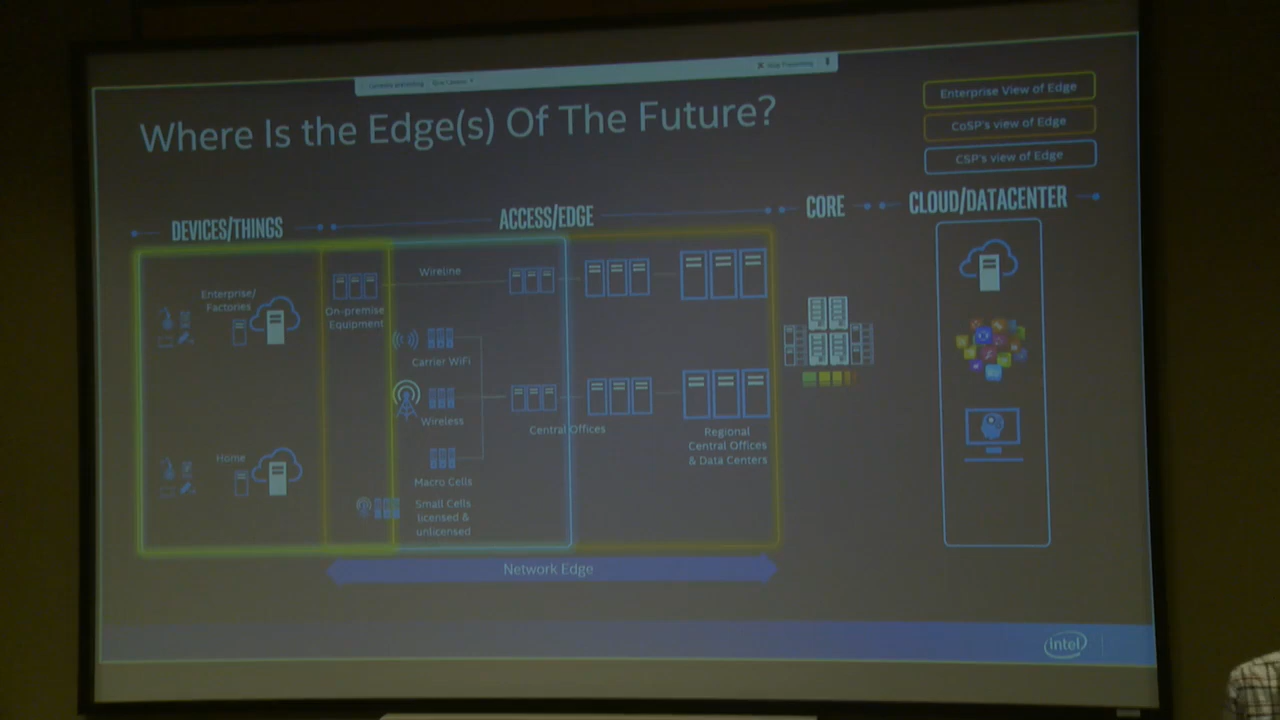 Where Is the Edge(s) Of The Future?
Enterprise View of Edge
CoSP's view of Edge
CSP's view of Edge
DEVICES/THINGS
ACCESS/EDGE
CORE
CLOUD/DATACENTER
Enterprise/
Factories
On-premise
Equipment
Wireline
Carrier WiFi
Wireless
Central Offices
Regional
Central Offices
& Data Centers
Home
Macro Cells
Small Cells
licensed &
unlicensed
Network Edge
intel